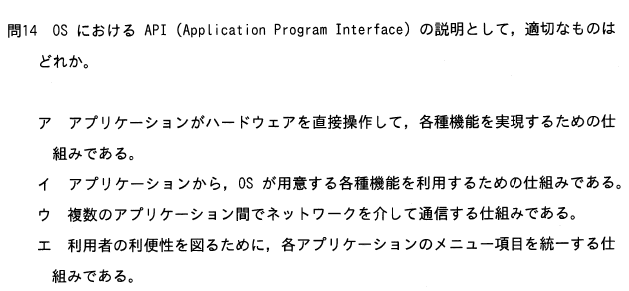 問14 OS における API（Application Program Interface）の説明として，適切なものは
どれか。
ア アプリケーションがハードウェアを直接操作して，各種機能を実現するための仕
組みである。
イ アプリケーションから，OS が用意する各種機能を利用するための仕組みである。
ウ 複数のアプリケーション間でネットワークを介して通信する仕組みである。
エ 利用者の利便性を図るために，各アプリケーションのメニュー項目を統一する仕
組みである。